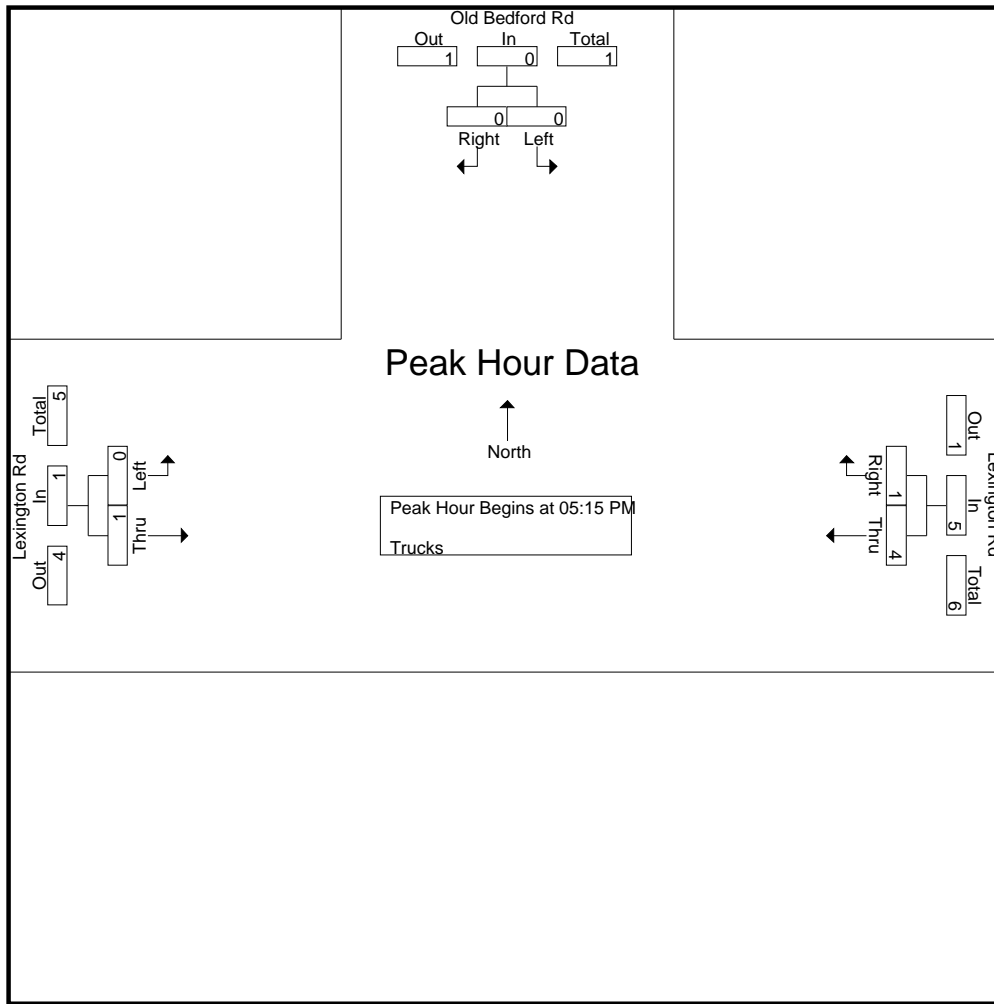 Old Bedford Rd
Out In Total
1 0 1
0 0
Right Left
Peak Hour Data
North
Peak Hour Begins at 05:15 PM
Trucks
Lexington Rd
Total In Out
5 1 4
0 1
Left Thru
Lexington Rd
Out In Total
1 5 6
1 4
Right Thru